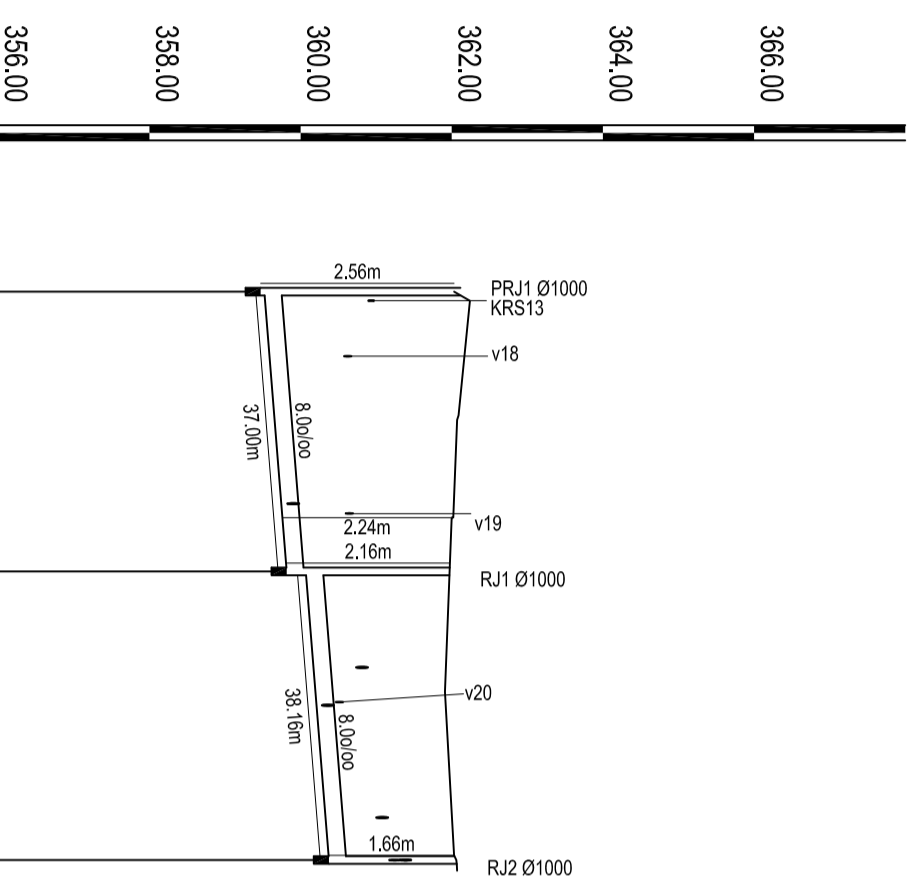 356.00
358.00
360.00
362.00
364.00
366.00
2.56m
PRJ1 Ø1000
KRS13
v18
37.00m
8.0o/oo
2.24m
v19
2.16m
RJ1 Ø1000
38.16m
v20
8.0o/oo
1.66m
RJ2 Ø1000